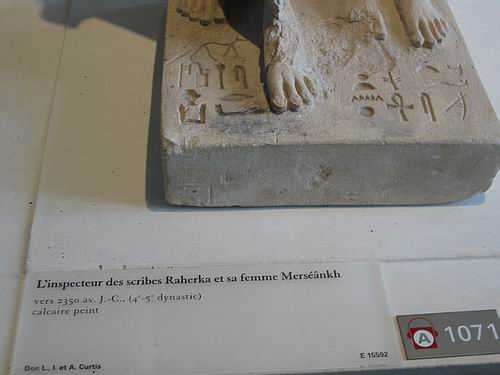 L'inspecteur des scribes Raherka et sa femme Merséânkh
vers 2350 av. J.-C., (4e-5e dynastie)
calcaire peint
Don L., I. et A. Curtis
E 15592
A 1071